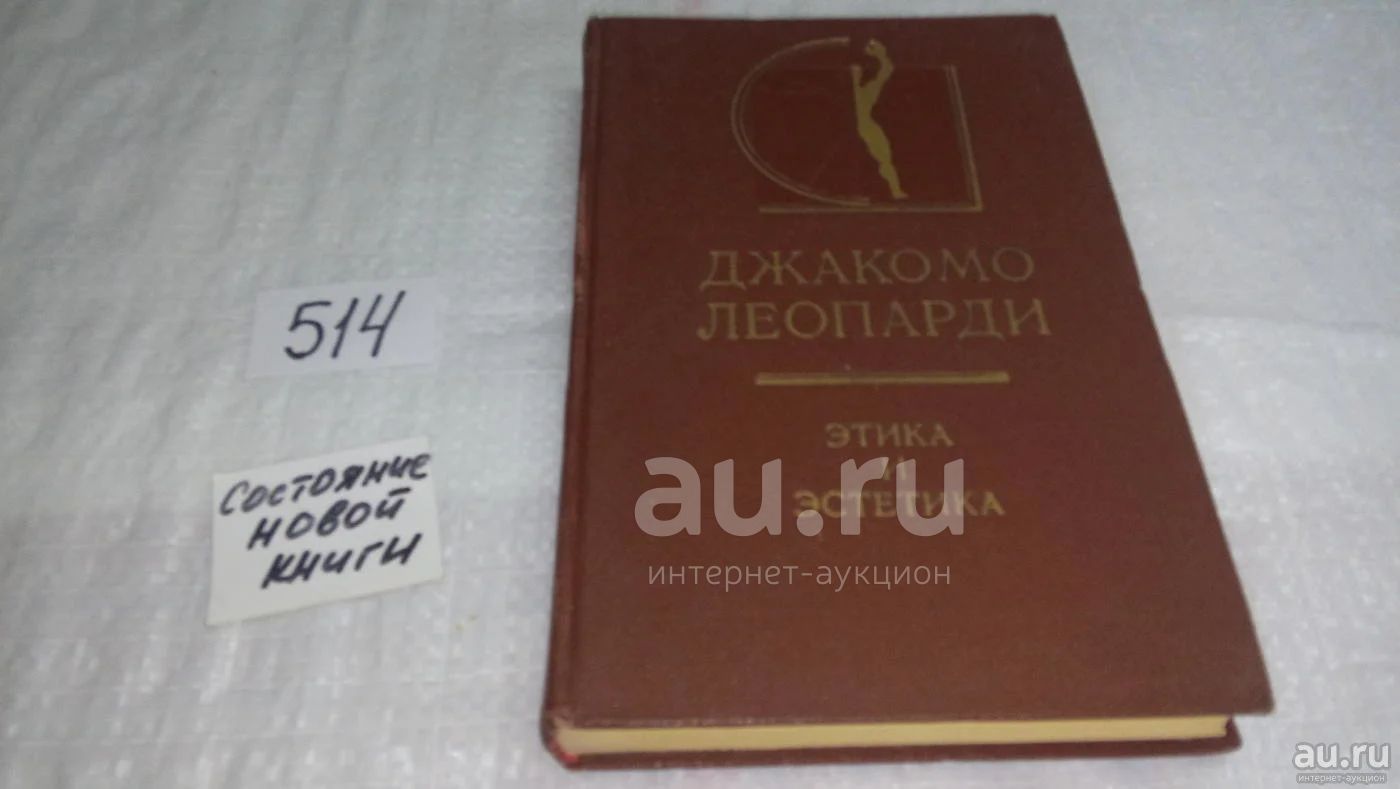 514
Состояние
новой
книги
ДЖАКОМО
ЛЕОПАРДИ
ЭТИКА
И
ЭСТЕТИКА
au.ru
интернет-аукцион
au.ru
интернет-аукцион